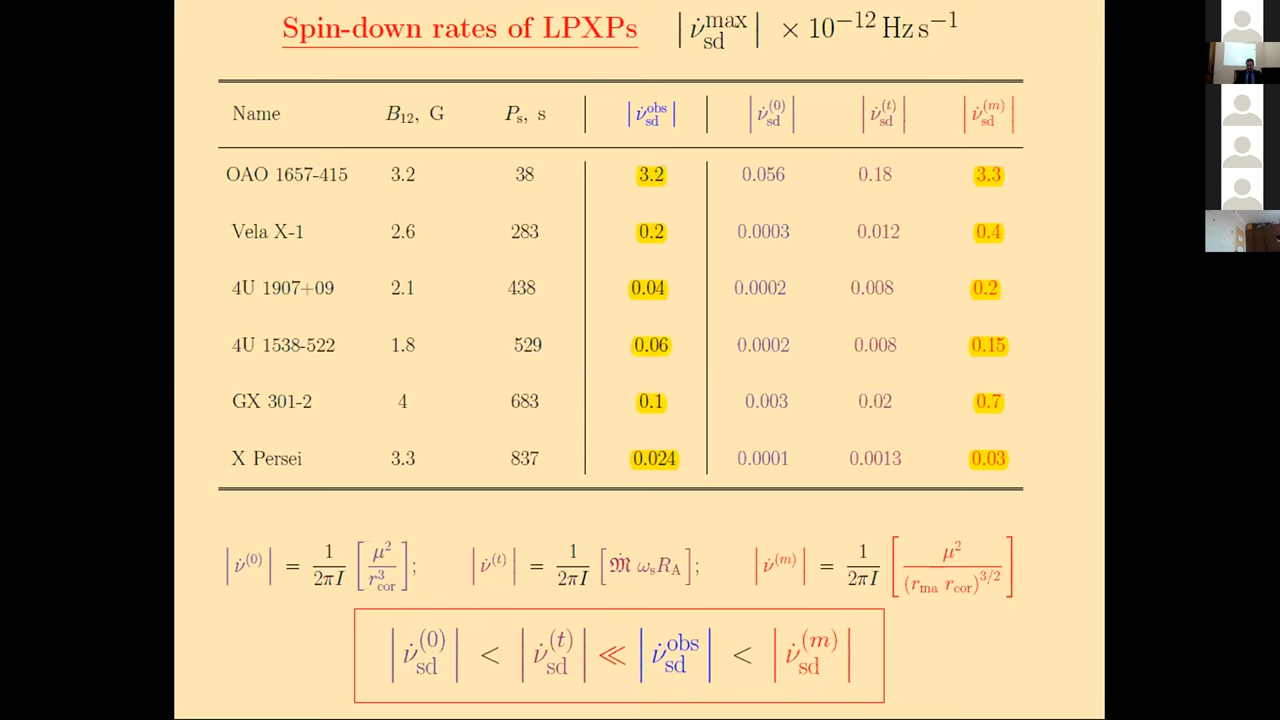 Spin-down rates of LPXPs |ν̇_sd^max| × 10^−12 Hz s^−1
Name B_12, G P_s, s |ν̇_sd^obs| |ν̇_sd^(0)| |ν̇_sd^(t)| |ν̇_sd^(m)|
OAO 1657-415 3.2 38 3.2 0.056 0.18 3.3
Vela X-1 2.6 283 0.2 0.0003 0.012 0.4
4U 1907+09 2.1 438 0.04 0.0002 0.008 0.2
4U 1538-522 1.8 529 0.06 0.0002 0.008 0.15
GX 301-2 4 683 0.1 0.003 0.02 0.7
X Persei 3.3 837 0.024 0.0001 0.0013 0.03
|ν̇^(0)| = 1/2πI [μ^2/r_cor^3]; |ν̇^(t)| = 1/2πI [𝔐̇ ω_s R_A]; |ν̇^(m)| = 1/2πI [μ^2/(r_ma r_cor)^3/2]
|ν̇_sd^(0)| < |ν̇_sd^(t)| ≪ |ν̇_sd^obs| < |ν̇_sd^(m)|